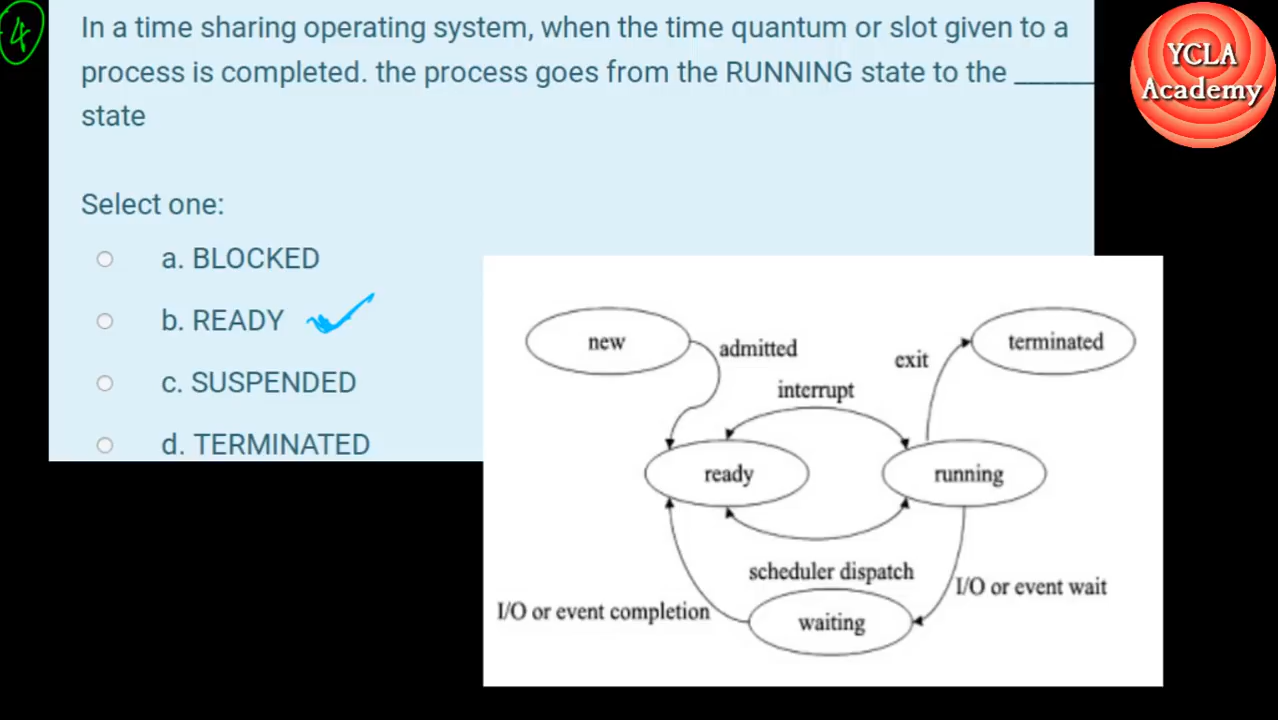 4
In a time sharing operating system, when the time quantum or slot given to a
process is completed. the process goes from the RUNNING state to the ______
state
YCLA
Academy
Select one:
a. BLOCKED
b. READY
c. SUSPENDED
d. TERMINATED
new
admitted
interrupt
exit
terminated
ready
running
scheduler dispatch
I/O or event wait
I/O or event completion
waiting